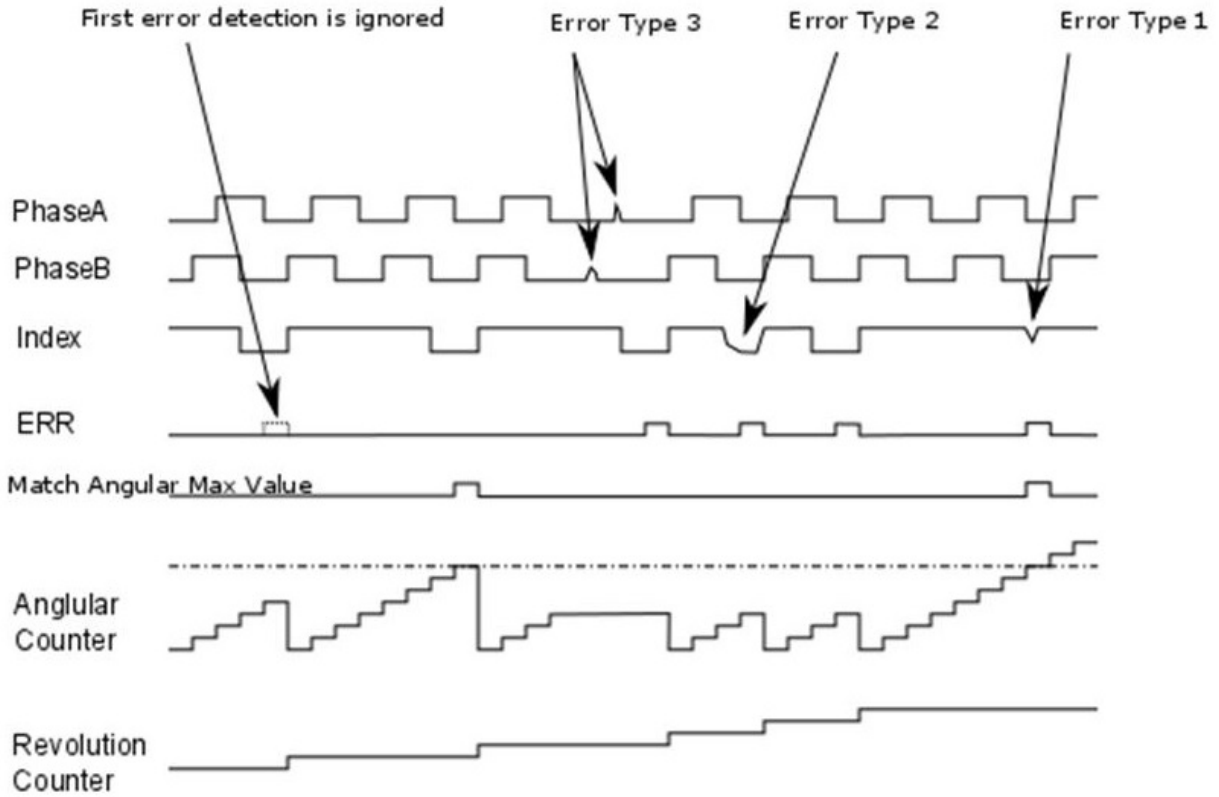 First error detection is ignored
Error Type 3
Error Type 2
Error Type 1
PhaseA
PhaseB
Index
ERR
Match Angular Max Value
Anglular
Counter
Revolution
Counter